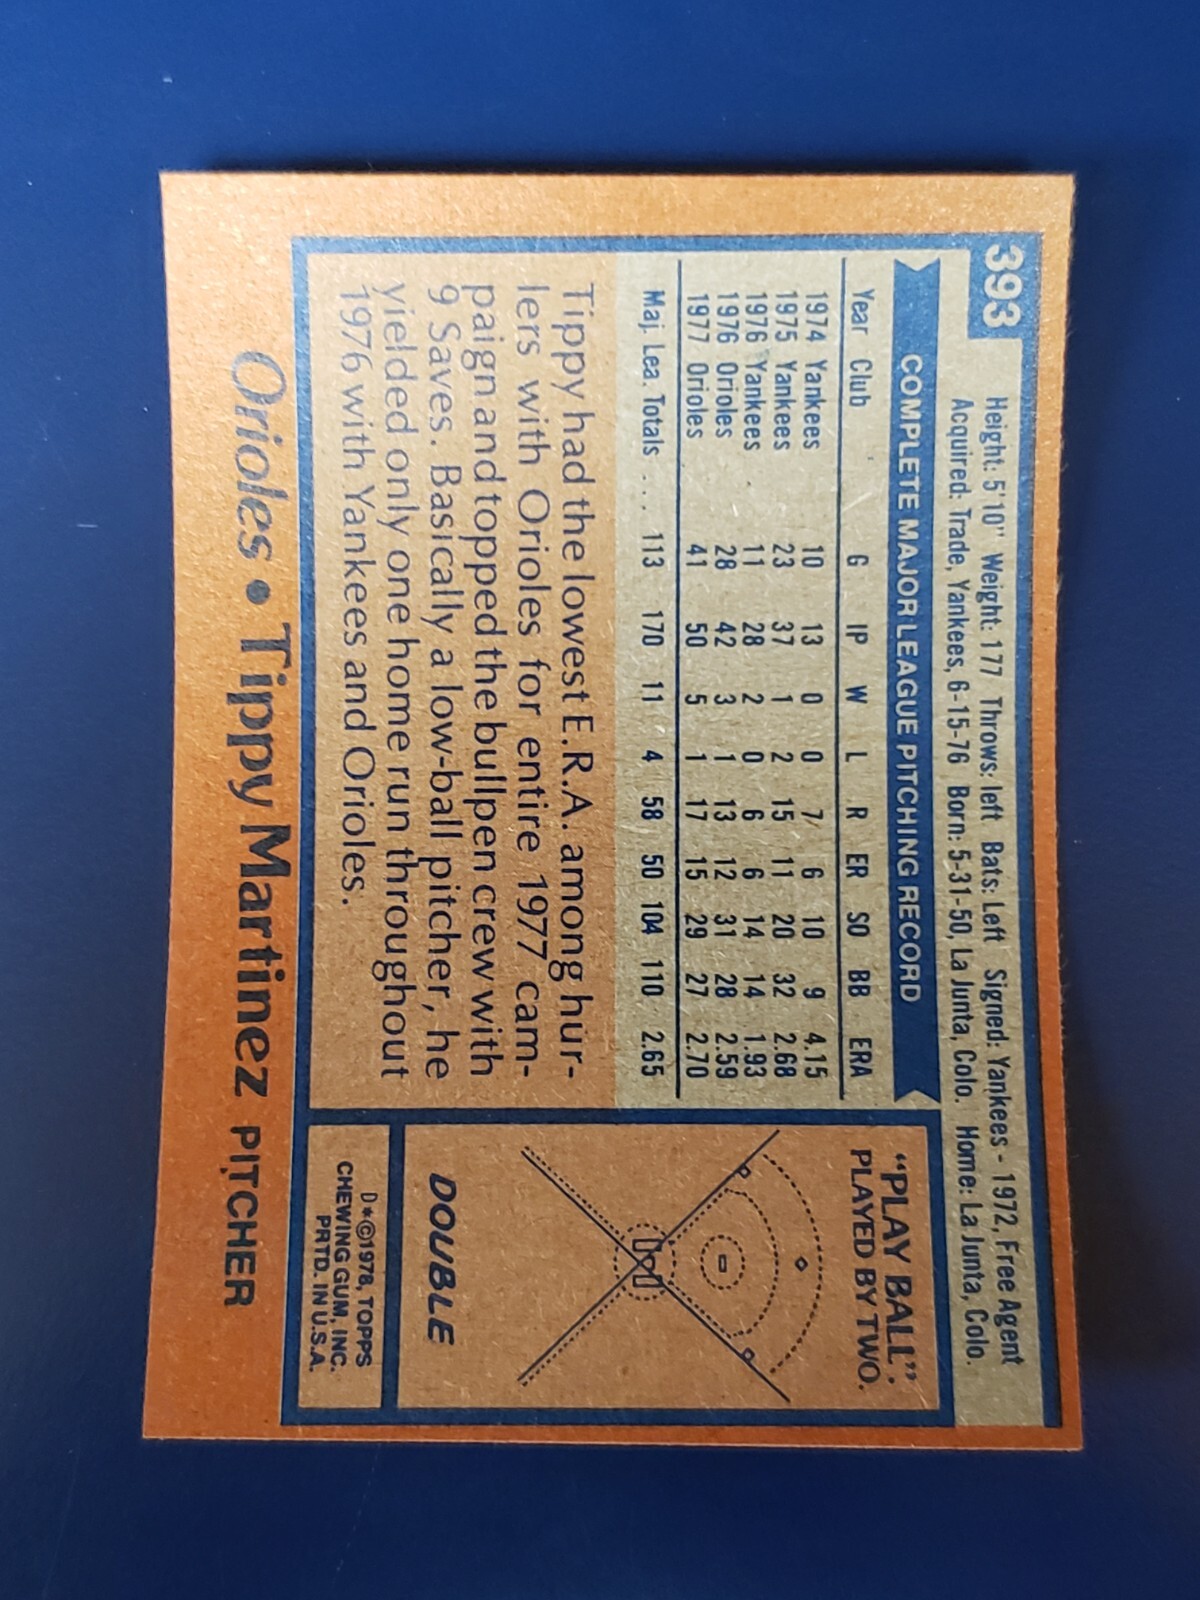 393
Height: 5'10" Weight: 177 Throws: left Bats: Left Signed: Yankees - 1972, Free Agent
Acquired: Trade, Yankees, 6-15-76 Born: 5-31-50, La Junta, Colo. Home: La Junta, Colo.
COMPLETE MAJOR LEAGUE PITCHING RECORD
Year Club G IP W L R ER SO BB ERA
1974 Yankees 10 13 0 0 7 6 10 9 4.15
1975 Yankees 23 37 1 2 15 11 20 32 2.68
1976 Yankees 11 28 2 0 6 6 14 14 1.93
1976 Orioles 28 42 3 1 13 12 31 28 2.59
1977 Orioles 41 50 5 1 17 15 29 27 2.70
Maj. Lea. Totals . . . 113 170 11 4 58 50 104 110 2.65
Tippy had the lowest E.R.A. among hur-
lers with Orioles for entire 1977 cam-
paign and topped the bullpen crew with
9 Saves. Basically a low-ball pitcher, he
yielded only one home run throughout
1976 with Yankees and Orioles.
"PLAY BALL":
PLAYED BY TWO.
DOUBLE
D*©1978, TOPPS
CHEWING GUM, INC.
PRTD. IN U.S.A.
Orioles • Tippy Martinez PITCHER